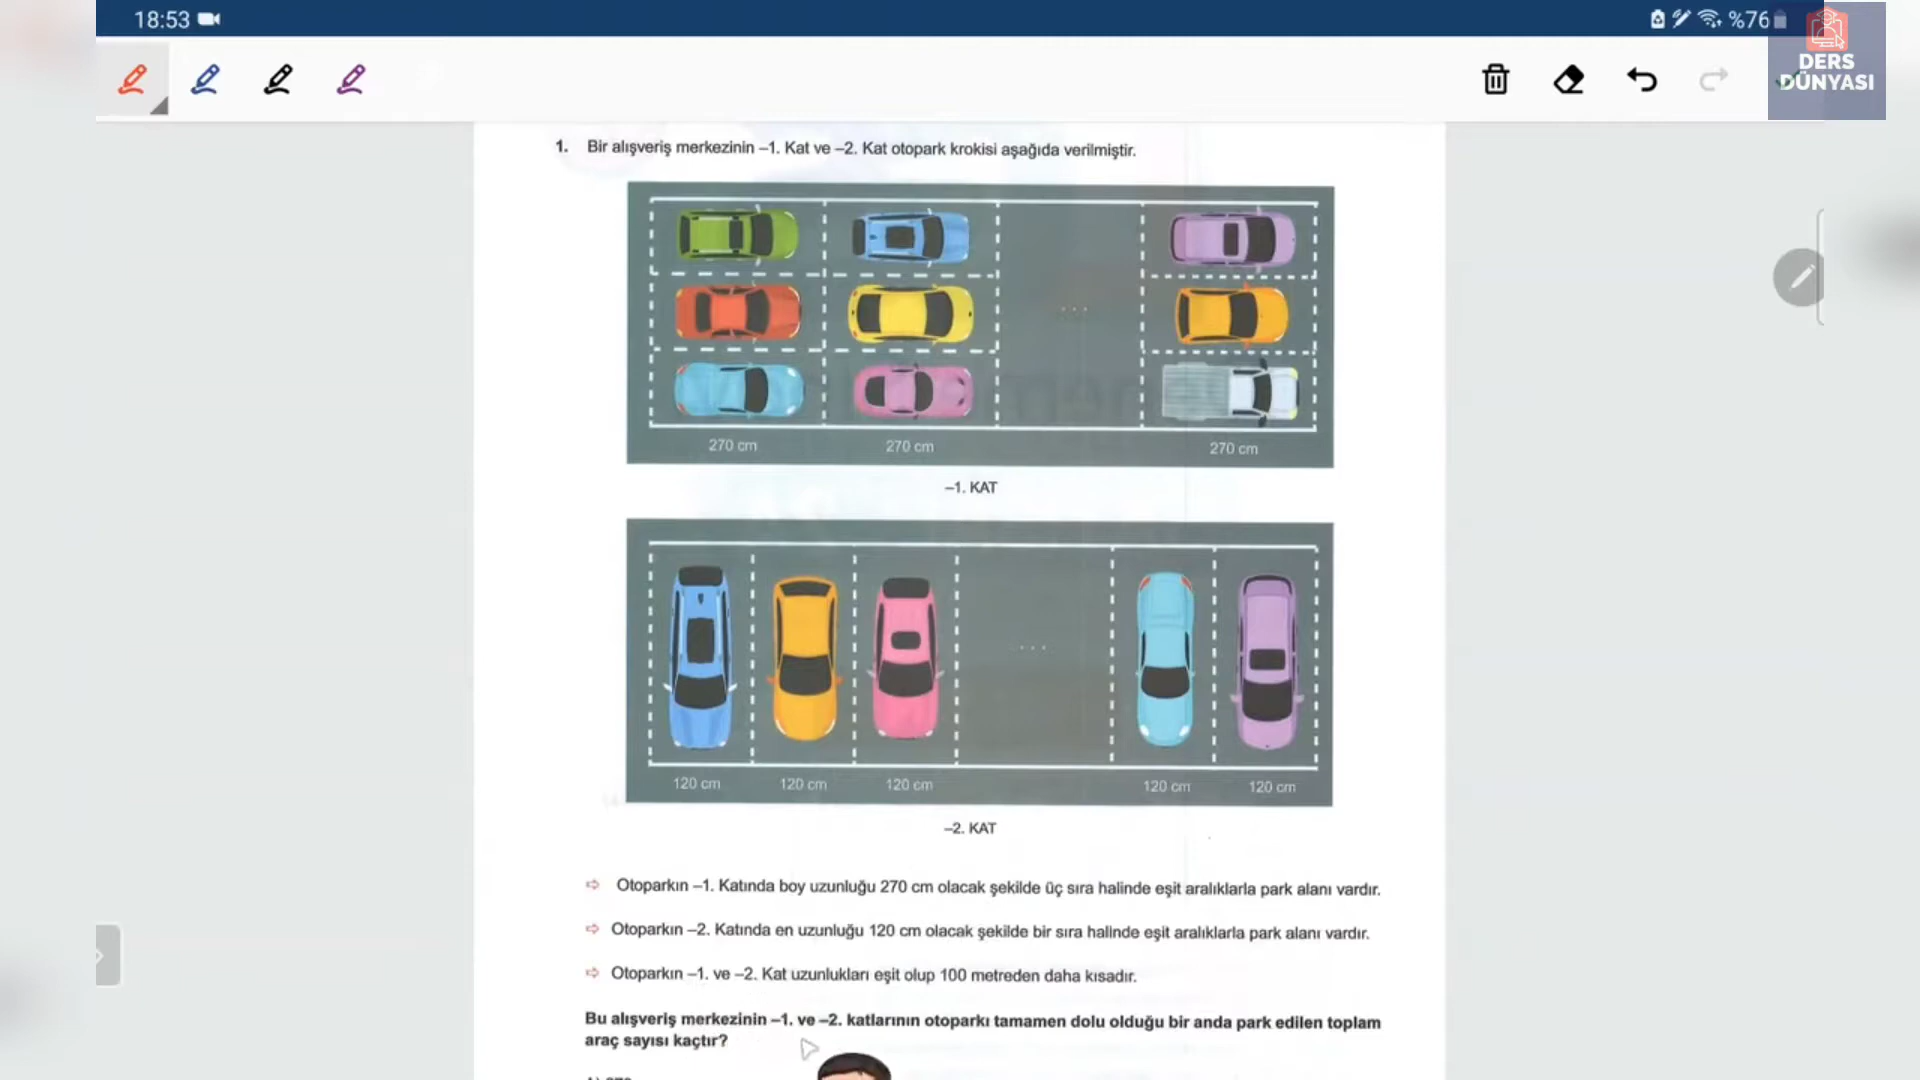 18:53
%76
DERS
DÜNYASI
1. Bir alışveriş merkezinin –1. Kat ve –2. Kat otopark krokisi aşağıda verilmiştir.
270 cm 270 cm 270 cm
–1. KAT
120 cm 120 cm 120 cm 120 cm 120 cm
–2. KAT
⇨ Otoparkın –1. Katında boy uzunluğu 270 cm olacak şekilde üç sıra halinde eşit aralıklarla park alanı vardır.
⇨ Otoparkın –2. Katında en uzunluğu 120 cm olacak şekilde bir sıra halinde eşit aralıklarla park alanı vardır.
⇨ Otoparkın –1. ve –2. Kat uzunlukları eşit olup 100 metreden daha kısadır.
Bu alışveriş merkezinin –1. ve –2. katlarının otoparkı tamamen dolu olduğu bir anda park edilen toplam
araç sayısı kaçtır?